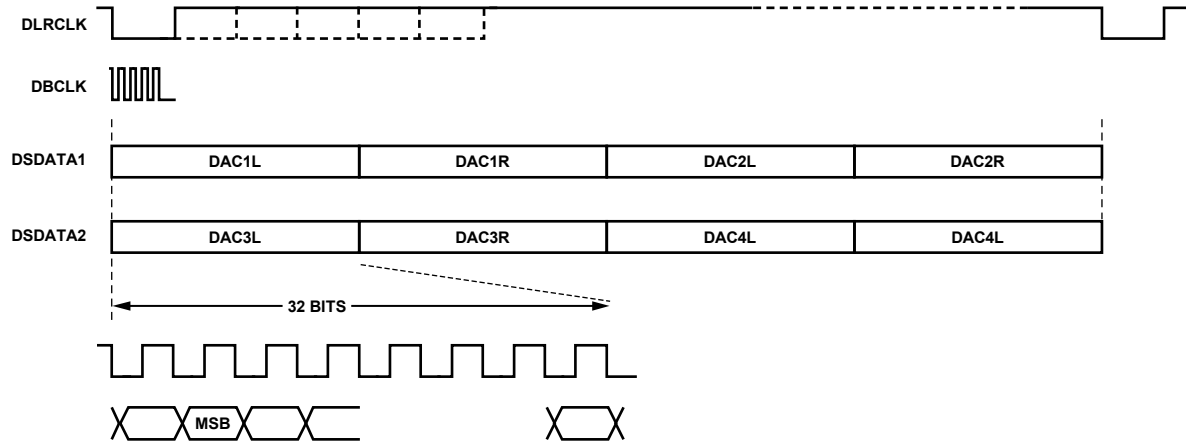 DLRCLK
DBCLK
DSDATA1 DAC1L DAC1R DAC2L DAC2R
DSDATA2 DAC3L DAC3R DAC4L DAC4L
32 BITS
MSB